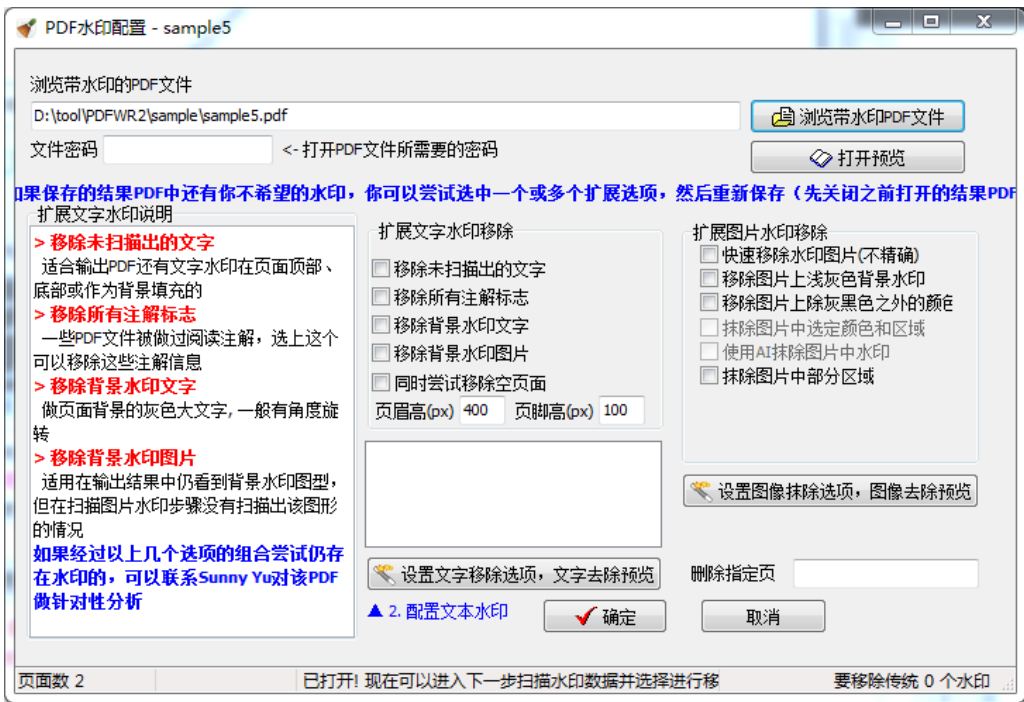 PDF水印配置 - sample5
浏览带水印的PDF文件
D:\tool\PDFWR2\sample\sample5.pdf
浏览带水印PDF文件
文件密码
<- 打开PDF文件所需要的密码
打开预览
如果保存的结果PDF中还有你不希望的水印，你可以尝试选中一个或多个扩展选项，然后重新保存（先关闭之前打开的结果PDF
扩展文字水印说明
> 移除未扫描出的文字
适合输出PDF还有文字水印在页面顶部、
底部或作为背景填充的
> 移除所有注解标志
一些PDF文件被做过阅读注解，选上这个
可以移除这些注解信息
> 移除背景水印文字
做页面背景的灰色大文字,一般有角度旋
转
> 移除背景水印图片
适用在输出结果中仍看到背景水印图型，
但在扫描图片水印步骤没有扫描出该图形
的情况
如果经过以上几个选项的组合尝试仍存
在水印的，可以联系Sunny Yu对该PDF
做针对性分析
扩展文字水印移除
移除未扫描出的文字
移除所有注解标志
移除背景水印文字
移除背景水印图片
同时尝试移除空页面
页眉高(px) 400 页脚高(px) 100
设置文字移除选项，文字去除预览
▲ 2. 配置文本水印
确定
扩展图片水印移除
快速移除水印图片(不精确)
移除图片上浅灰色背景水印
移除图片上除灰黑色之外的颜色
抹除图片中选定颜色和区域
使用AI抹除图片中水印
抹除图片中部分区域
设置图像抹除选项，图像去除预览
删除指定页
取消
页面数 2
已打开! 现在可以进入下一步扫描水印数据并选择进行移
要移除传统 0 个水印